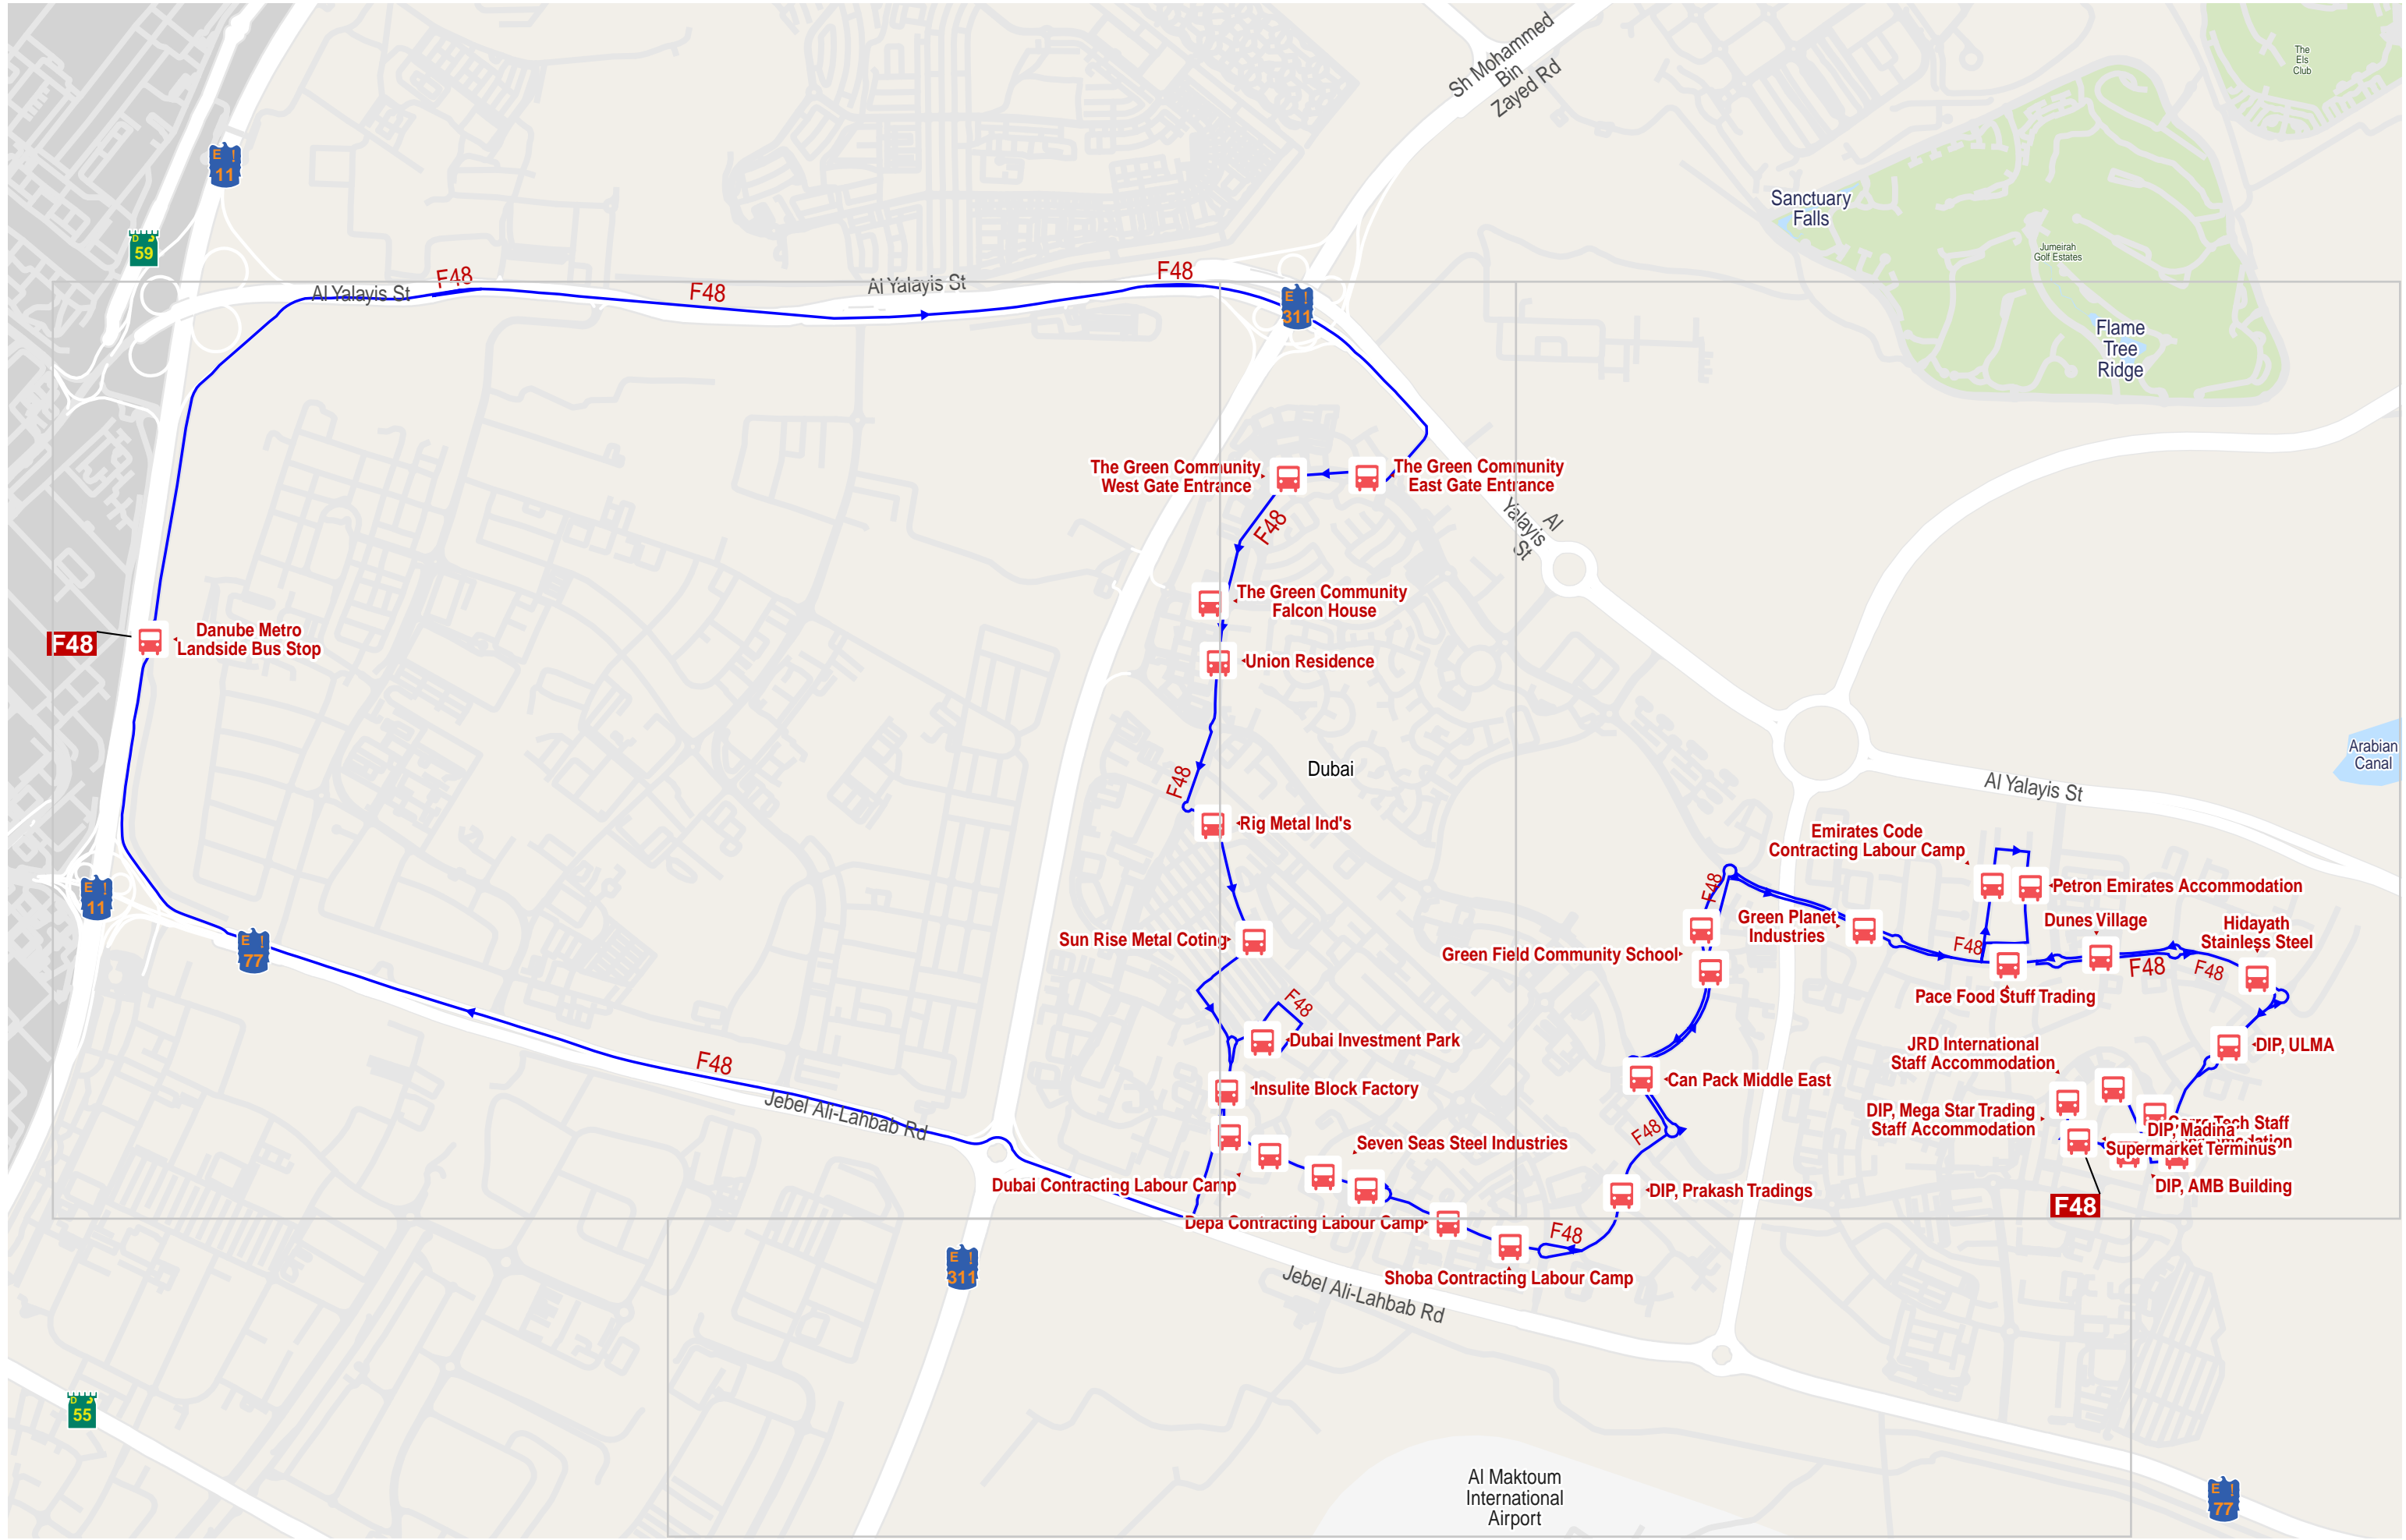 Sh Mohammed
Bin
Zayed Rd
The
Els
Club
E
11
D
59
Sanctuary
Falls
Jumeirah
Golf Estates
Flame
Tree
Ridge
Al Yalayis St
F48
F48
Al Yalayis St
F48
E
311
The Green Community
West Gate Entrance
The Green Community
East Gate Entrance
F48
Al
Yalayis
St
The Green Community
Falcon House
F48
Danube Metro
Landside Bus Stop
Union Residence
Dubai
F48
Rig Metal Ind's
Arabian
Canal
Al Yalayis St
Emirates Code
Contracting Labour Camp
Petron Emirates Accommodation
E
11
E
77
F48
Green Planet
Industries
Dunes Village
Hidayath
Stainless Steel
Sun Rise Metal Coting
Green Field Community School
F48
F48
F48
Pace Food Stuff Trading
F48
Dubai Investment Park
DIP, ULMA
JRD International
Staff Accommodation
F48
Insulite Block Factory
Can Pack Middle East
Jebel Ali-Lahbab Rd
DIP, Mega Star Trading
Staff Accommodation
Tech Staff
DIP, Madina
Supermarket Terminus
F48
Seven Seas Steel Industries
Dubai Contracting Labour Camp
DIP, Prakash Tradings
DIP, AMB Building
F48
Depa Contracting Labour Camp
F48
Shoba Contracting Labour Camp
E
311
Jebel Ali-Lahbab Rd
D
55
Al Maktoum
International
Airport
E
77